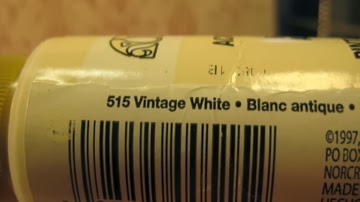 515 Vintage White • Blanc antique •
©1997,
PO BOX
NORCR
MADE